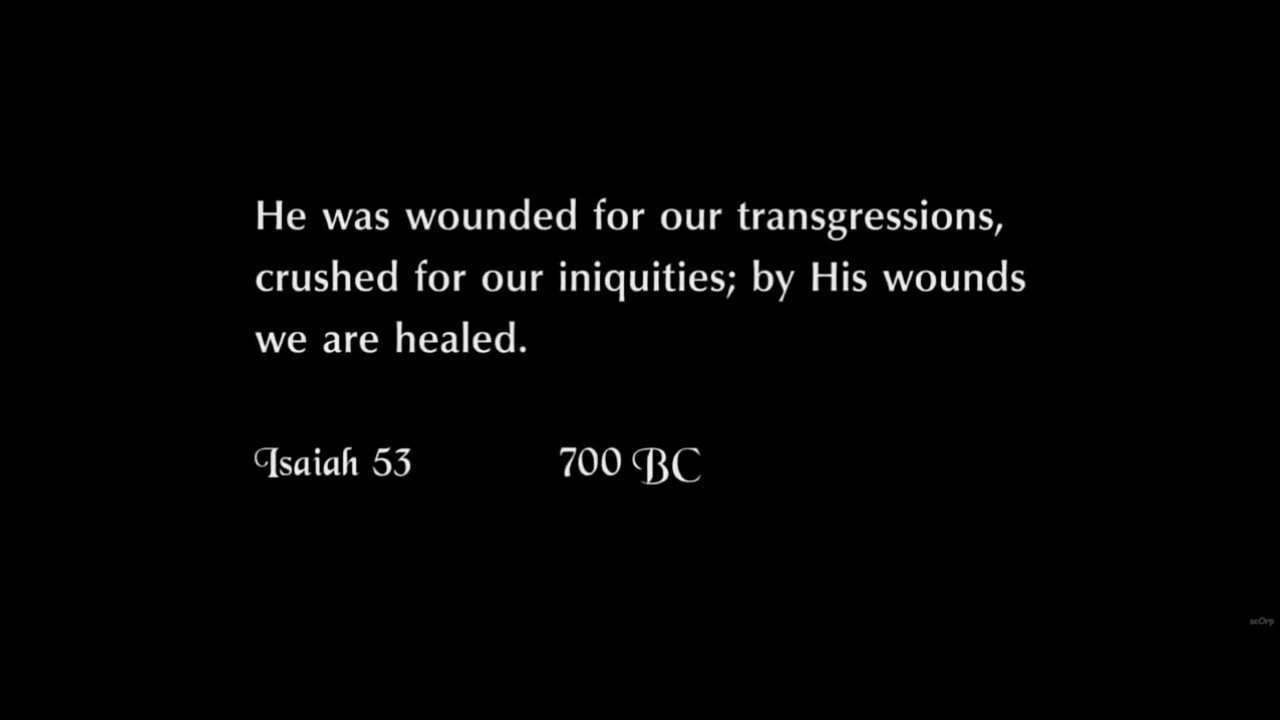 He was wounded for our transgressions,
crushed for our iniquities; by His wounds
we are healed.
Isaiah 53 700 BC
scOrp